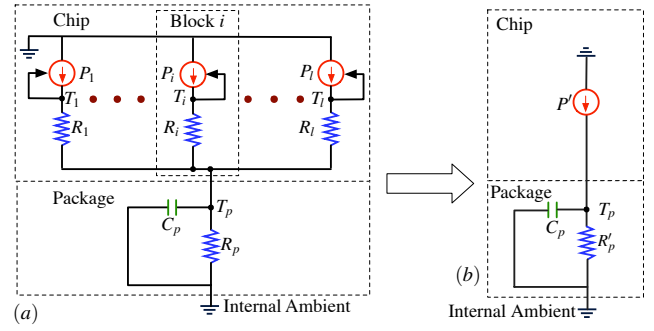 Chip
Block i
P₁
Pᵢ
Pₗ
T₁
Tᵢ
Tₗ
R₁
Rᵢ
Rₗ
Package
Tₚ
Cₚ
Rₚ
(a)
Internal Ambient
Chip
P′
Package
Tₚ
Cₚ
R′ₚ
(b)
Internal Ambient